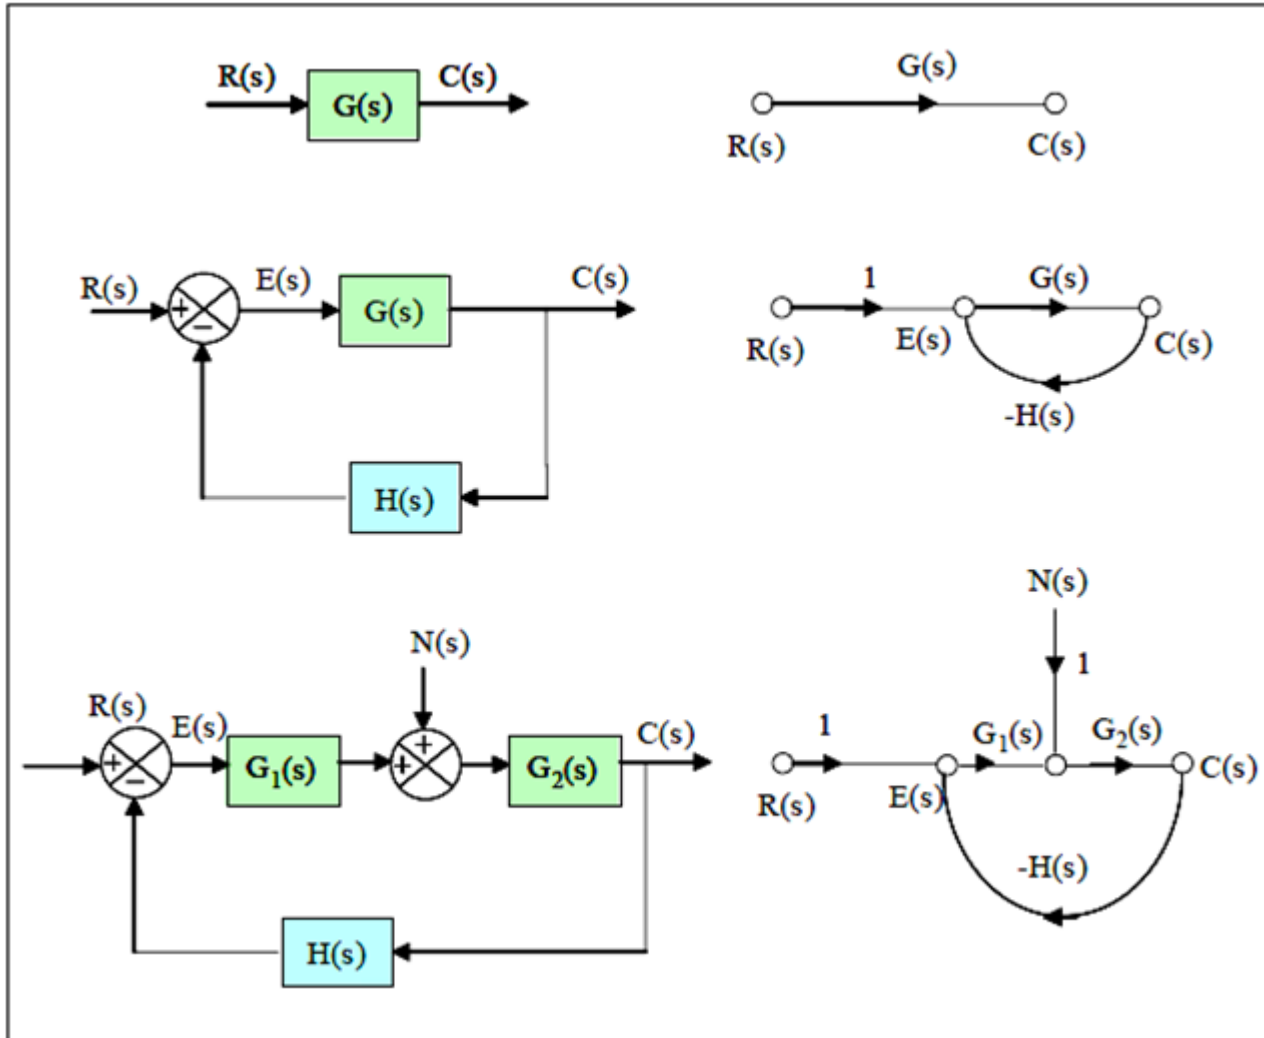 R(s) C(s) G(s)
G(s) R(s) C(s)
R(s) + − E(s) G(s) C(s)
H(s)
1 G(s)
R(s) E(s) C(s)
-H(s)
N(s)
R(s) + − E(s) G₁(s) + + G₂(s) C(s)
H(s)
N(s)
1
1 G₁(s) G₂(s)
R(s) E(s) C(s)
-H(s)